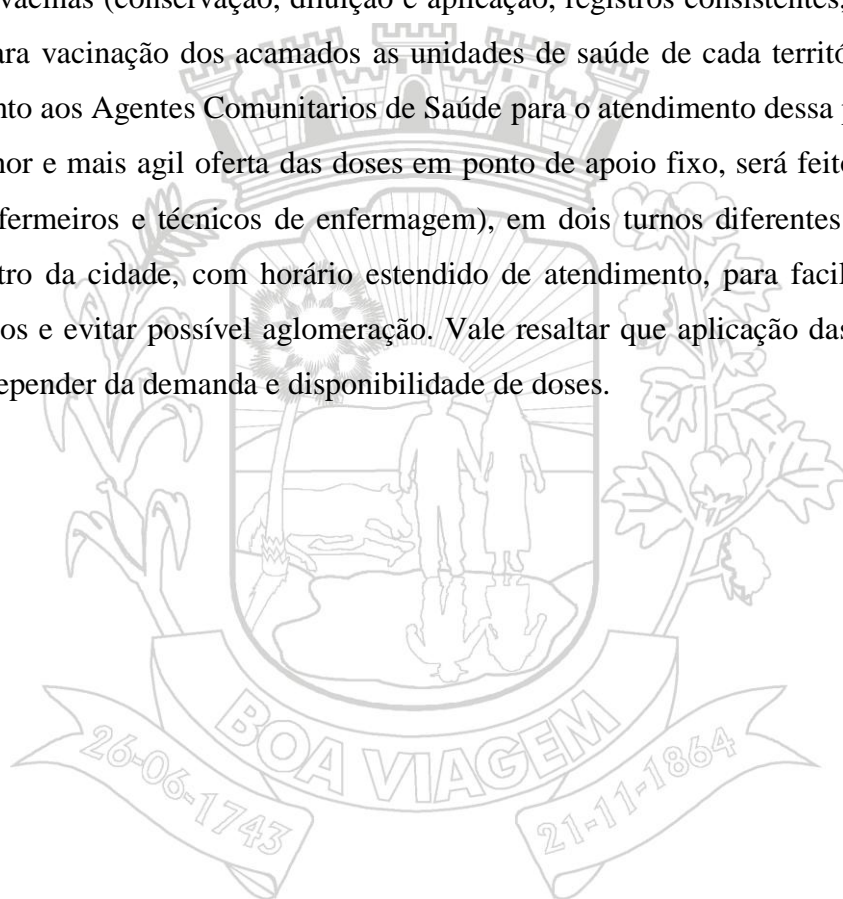 vacinas (conservação, diluição e aplicação, registros consistentes,
para vacinação dos acamados as unidades de saúde de cada territó
nto aos Agentes Comunitarios de Saúde para o atendimento dessa
hor e mais agil oferta das doses em ponto de apoio fixo, será feito
fermeiros e técnicos de enfermagem), em dois turnos diferentes
tro da cidade, com horário estendido de atendimento, para facil
os e evitar possível aglomeração. Vale resaltar que aplicação das
depender da demanda e disponibilidade de doses.
BOA VIAGEM
26-06-1743
21-11-1864